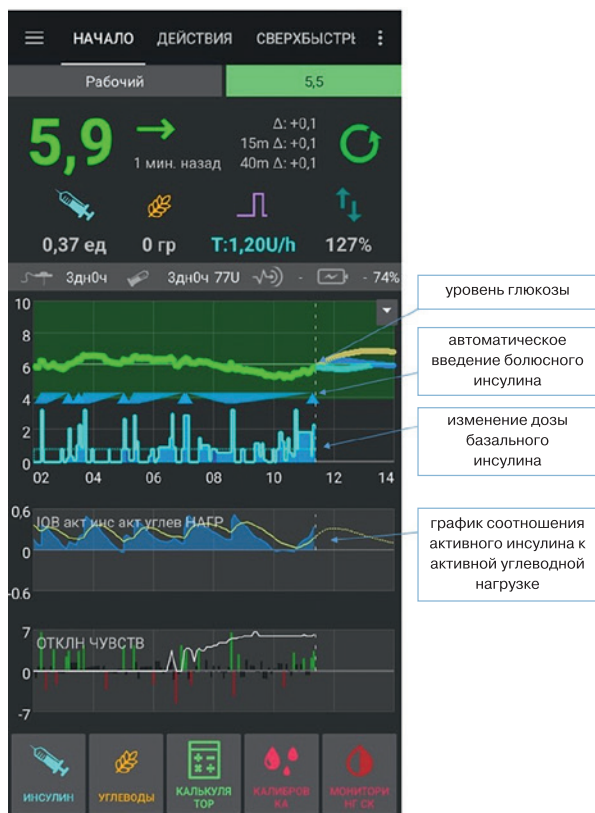 НАЧАЛО ДЕЙСТВИЯ СВЕРХБЫСТРЫ
Рабочий 5,5
5,9
1 мин. назад
Δ: +0,1
15m Δ: +0,1
40m Δ: +0,1
0,37 ед 0 гр T:1,20U/h 127%
3дн0ч 3дн0ч 77U - - 74%
10
8
6
4
2
0
02 04 06 08 10 12 14
уровень глюкозы
автоматическое
введение болюсного
инсулина
изменение дозы
базального
инсулина
0,6
IOB акт инс акт углев НАГР
0
-0.6
график соотношения
активного инсулина к
активной углеводной
нагрузке
7
ОТКЛН ЧУВСТВ
0
-7
ИНСУЛИН
УГЛЕВОДЫ
КАЛЬКУЛЯ
ТОР
КАЛИБРОВ
КА
МОНИТОРИ
НГ СК